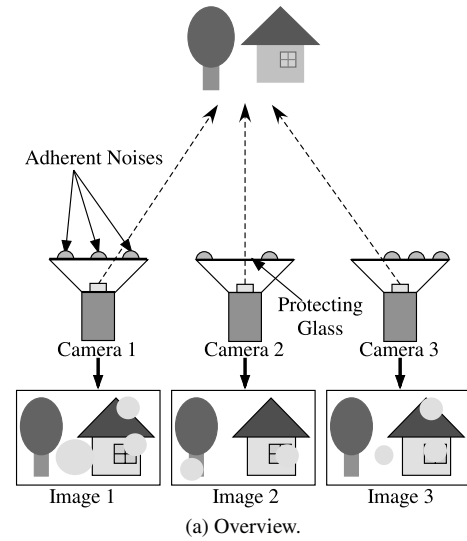 Adherent Noises
Protecting
Glass
Camera 1
Camera 2
Camera 3
Image 1
Image 2
Image 3
(a) Overview.